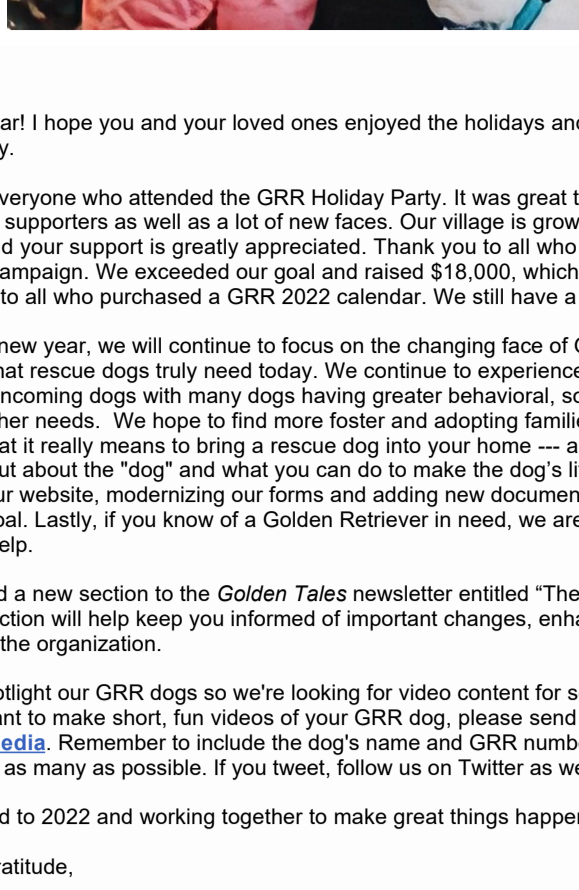 ar! I hope you and your loved ones enjoyed the holidays and
y.
veryone who attended the GRR Holiday Party. It was great t
supporters as well as a lot of new faces. Our village is grow
d your support is greatly appreciated. Thank you to all who
ampaign. We exceeded our goal and raised $18,000, which
to all who purchased a GRR 2022 calendar. We still have a
new year, we will continue to focus on the changing face of G
hat rescue dogs truly need today. We continue to experience
ncoming dogs with many dogs having greater behavioral, so
her needs.  We hope to find more foster and adopting familie
at it really means to bring a rescue dog into your home --- a
ut about the "dog" and what you can do to make the dog’s li
ur website, modernizing our forms and adding new documen
oal. Lastly, if you know of a Golden Retriever in need, we are
elp.
d a new section to the Golden Tales newsletter entitled “The
ction will help keep you informed of important changes, enha
the organization.
otlight our GRR dogs so we're looking for video content for s
ant to make short, fun videos of your GRR dog, please send
edia. Remember to include the dog's name and GRR numbe
as many as possible. If you tweet, follow us on Twitter as we
d to 2022 and working together to make great things happen
ratitude,